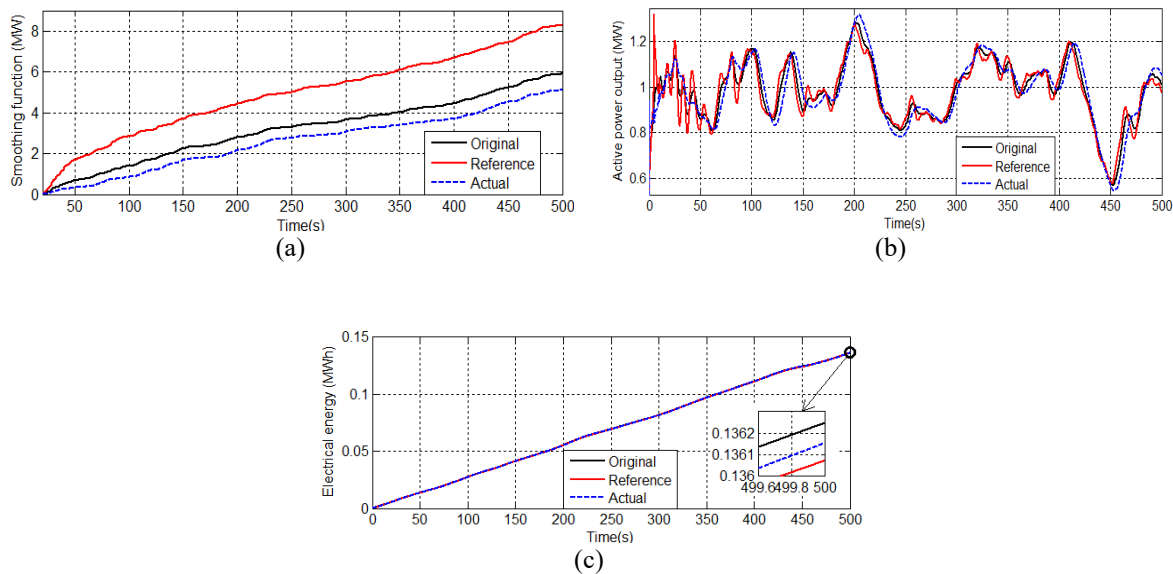 Smoothing function (MW)
8
6
4
2
0
50 100 150 200 250 300 350 400 450 500
Time(s)
Original
Reference
Actual
(a)
Active power output (MW)
1.2
1
0.8
0.6
0 50 100 150 200 250 300 350 400 450 500
Time(s)
Original
Reference
Actual
(b)
Electrical energy (MWh)
0.15
0.1
0.05
0
0 50 100 150 200 250 300 350 400 450 500
Time(s)
Original
Reference
Actual
0.1362
0.1361
0.136
499.6 499.8 500
(c)